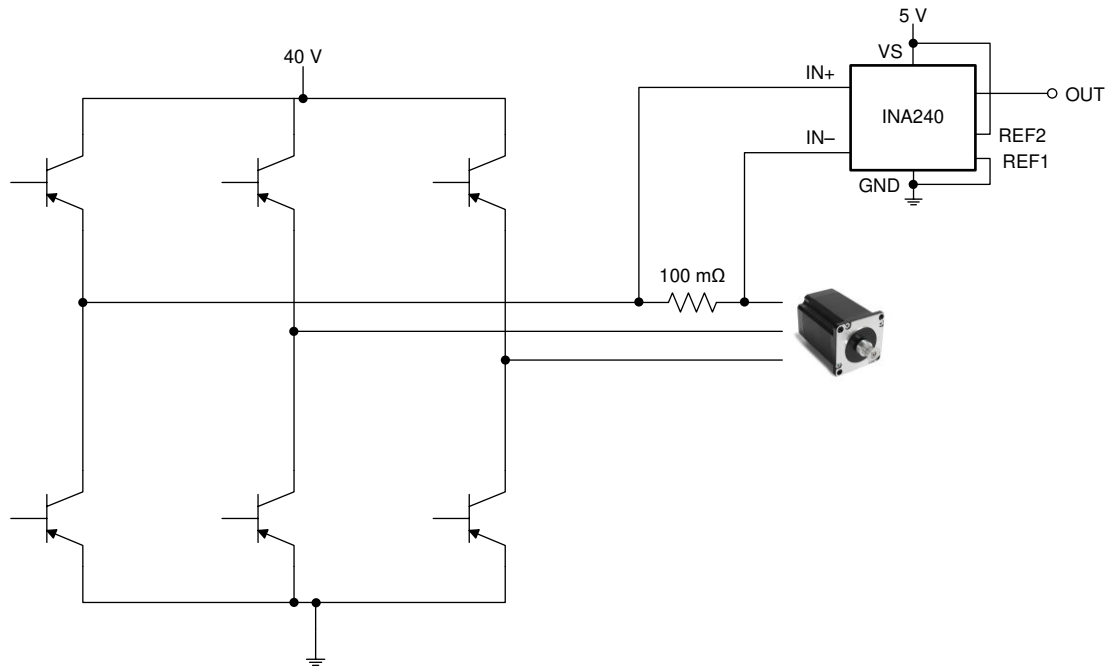 5 V
40 V
VS
IN+
OUT
INA240
IN–
REF2
REF1
GND
100 mΩ